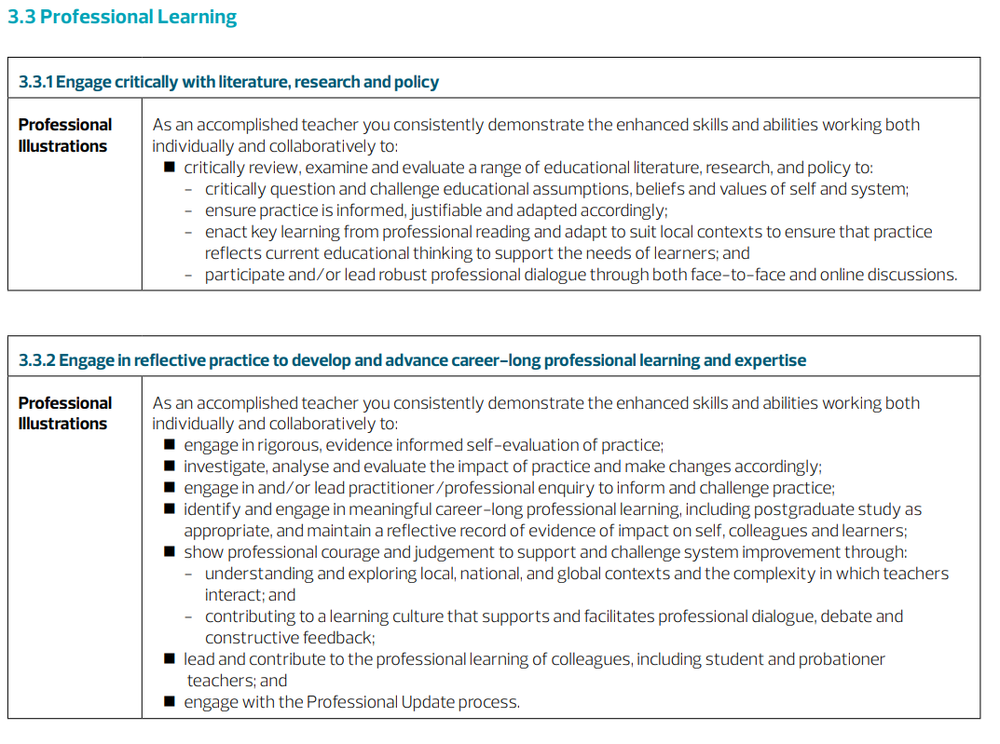 3.3 Professional Learning
3.3.1 Engage critically with literature, research and policy
Professional
Illustrations
As an accomplished teacher you consistently demonstrate the enhanced skills and abilities working both
individually and collaboratively to:
■ critically review, examine and evaluate a range of educational literature, research, and policy to:
– critically question and challenge educational assumptions, beliefs and values of self and system;
– ensure practice is informed, justifiable and adapted accordingly;
– enact key learning from professional reading and adapt to suit local contexts to ensure that practice
reflects current educational thinking to support the needs of learners; and
– participate and/or lead robust professional dialogue through both face-to-face and online discussions.
3.3.2 Engage in reflective practice to develop and advance career-long professional learning and expertise
Professional
Illustrations
As an accomplished teacher you consistently demonstrate the enhanced skills and abilities working both
individually and collaboratively to:
■ engage in rigorous, evidence informed self-evaluation of practice;
■ investigate, analyse and evaluate the impact of practice and make changes accordingly;
■ engage in and/or lead practitioner/professional enquiry to inform and challenge practice;
■ identify and engage in meaningful career-long professional learning, including postgraduate study as
appropriate, and maintain a reflective record of evidence of impact on self, colleagues and learners;
■ show professional courage and judgement to support and challenge system improvement through:
– understanding and exploring local, national, and global contexts and the complexity in which teachers
interact; and
– contributing to a learning culture that supports and facilitates professional dialogue, debate and
constructive feedback;
■ lead and contribute to the professional learning of colleagues, including student and probationer
teachers; and
■ engage with the Professional Update process.